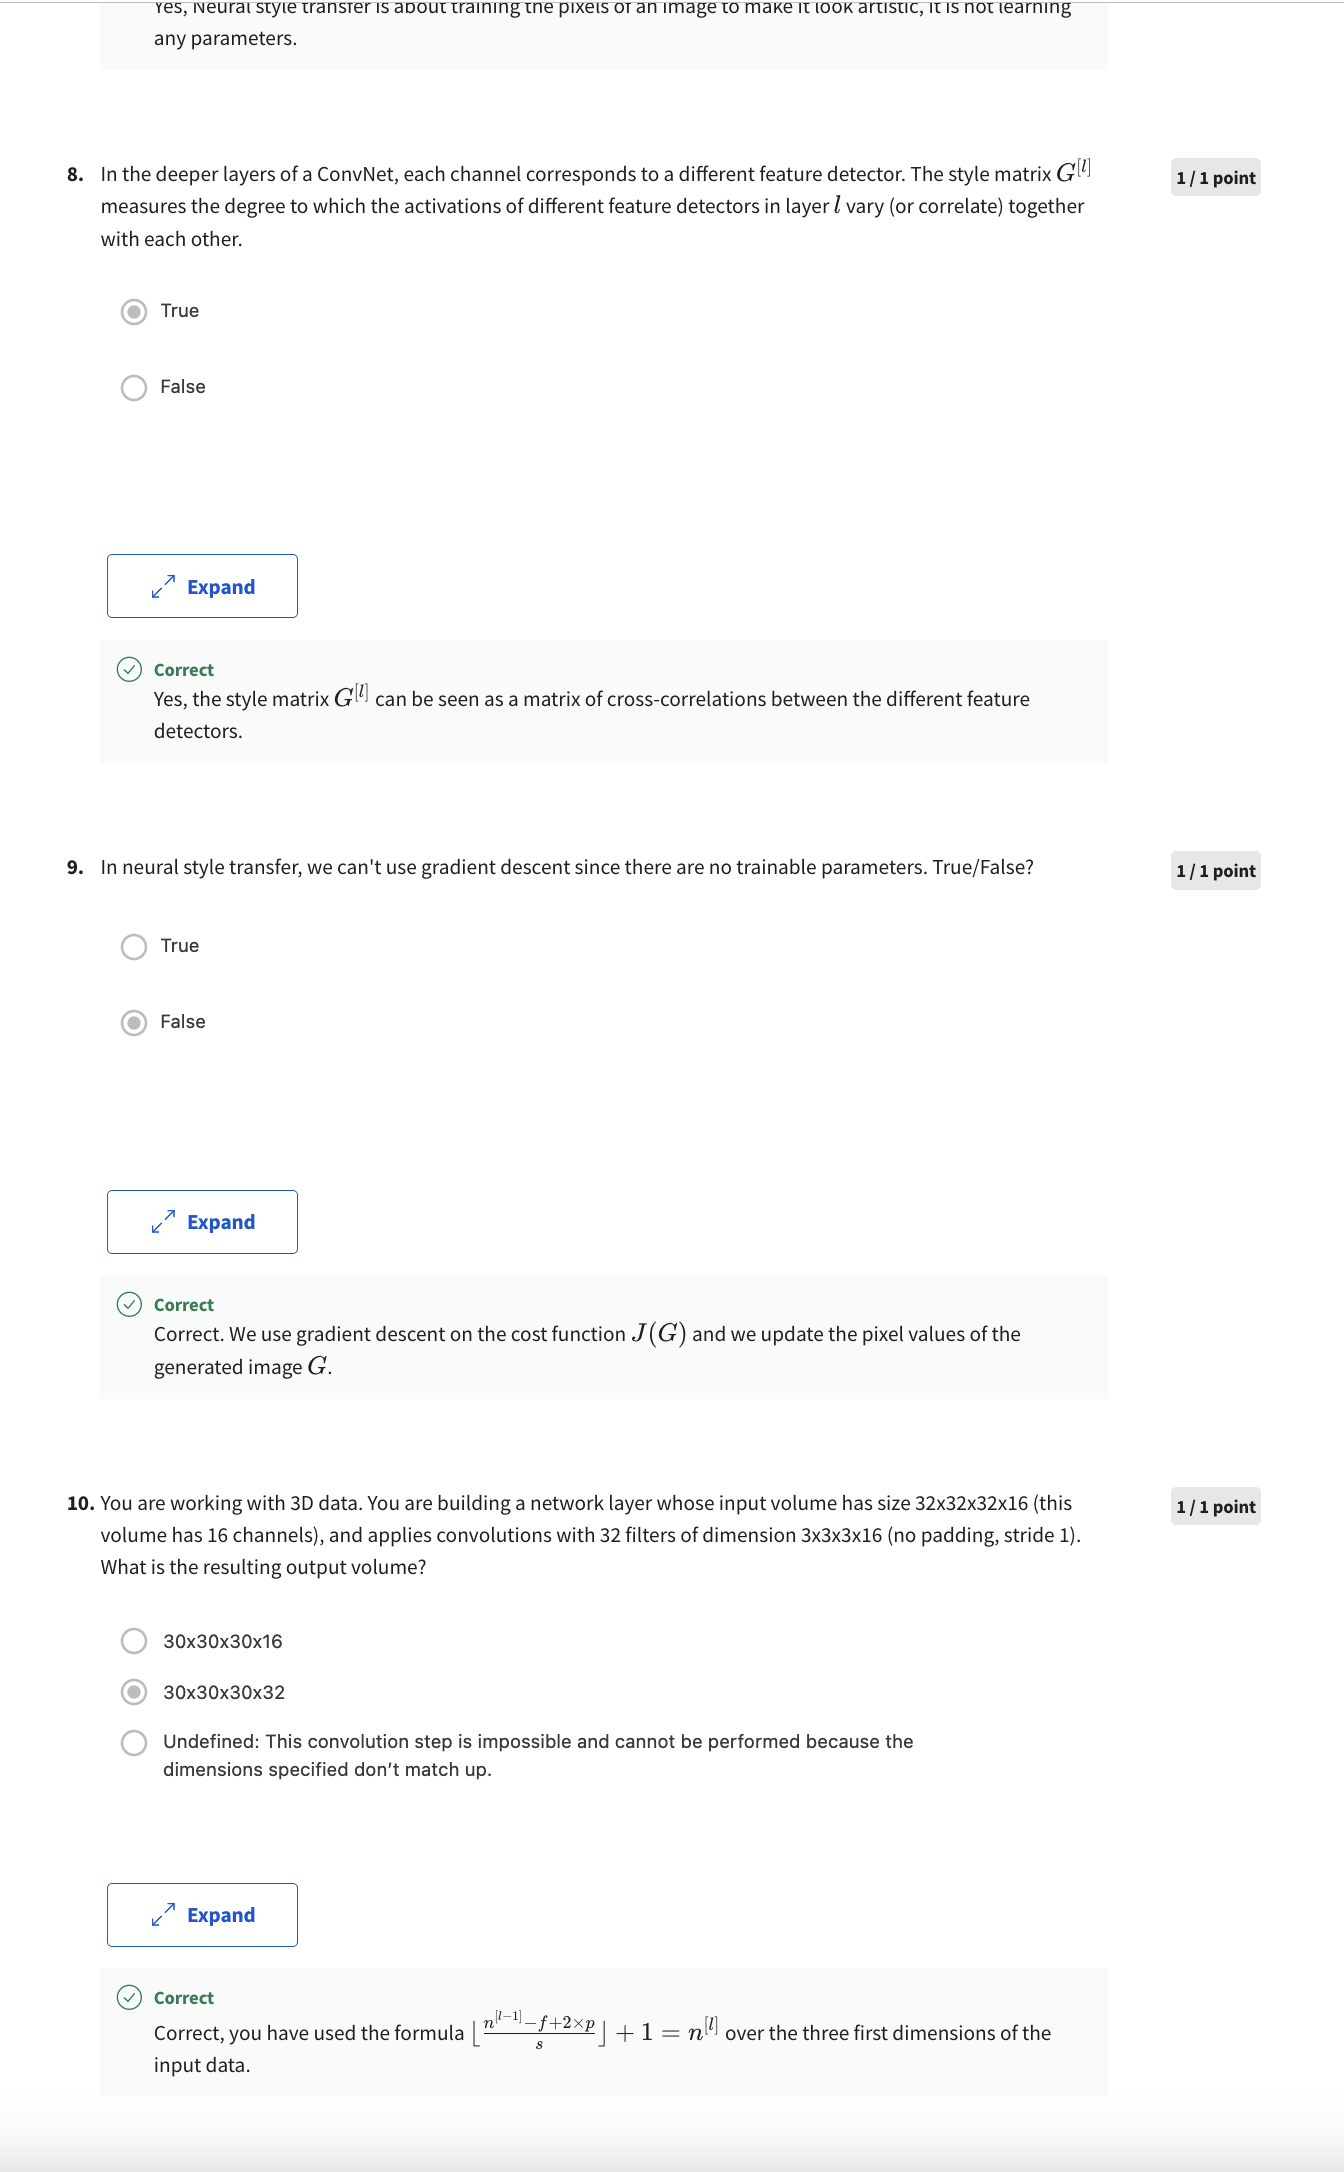 Yes, Neural style transfer is about training the pixels of an image to make it look artistic, it is not learning
any parameters.
8. In the deeper layers of a ConvNet, each channel corresponds to a different feature detector. The style matrix G^[l]
1 / 1 point
measures the degree to which the activations of different feature detectors in layer l vary (or correlate) together
with each other.
True
False
Expand
Correct
Yes, the style matrix G^[l] can be seen as a matrix of cross-correlations between the different feature
detectors.
9. In neural style transfer, we can't use gradient descent since there are no trainable parameters. True/False?
1 / 1 point
True
False
Expand
Correct
Correct. We use gradient descent on the cost function J(G) and we update the pixel values of the
generated image G.
10. You are working with 3D data. You are building a network layer whose input volume has size 32x32x32x16 (this
1 / 1 point
volume has 16 channels), and applies convolutions with 32 filters of dimension 3x3x3x16 (no padding, stride 1).
What is the resulting output volume?
30x30x30x16
30x30x30x32
Undefined: This convolution step is impossible and cannot be performed because the
dimensions specified don’t match up.
Expand
Correct
Correct, you have used the formula ⌊(n^[l−1]−f+2×p)/s⌋ + 1 = n^[l] over the three first dimensions of the
input data.